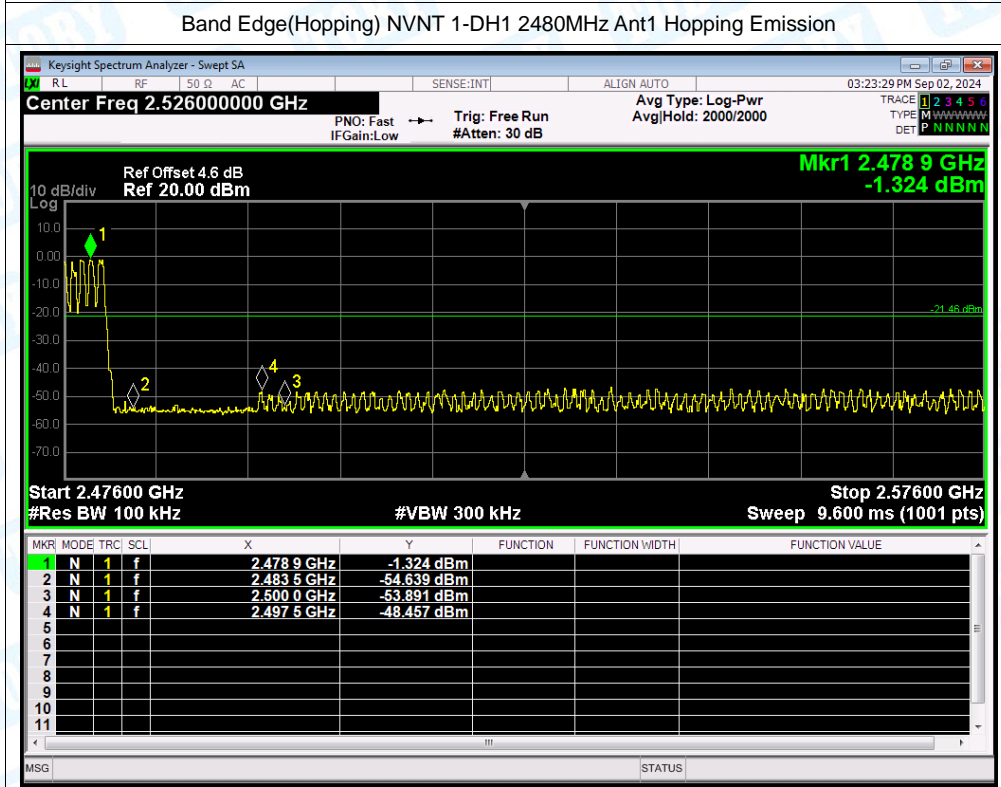 Band Edge(Hopping) NVNT 1-DH1 2480MHz Ant1 Hopping Emission
Keysight Spectrum Analyzer - Swept SA
LXI RL RF 50 Ω AC SENSE:INT ALIGN AUTO 03:23:29 PM Sep 02, 2024
Center Freq 2.526000000 GHz Avg Type: Log-Pwr TRACE 1 2 3 4 5 6
PNO: Fast Trig: Free Run Avg|Hold: 2000/2000 TYPE M WWWWW
IFGain:Low #Atten: 30 dB DET P N N N N N
Mkr1 2.478 9 GHz
Ref Offset 4.6 dB
10 dB/div Ref 20.00 dBm -1.324 dBm
Log
10.0
1
0.00
-10.0
-20.0
-21.46 dBm
-30.0
-40.0
4
2 3
-50.0
-60.0
-70.0
Start 2.47600 GHz Stop 2.57600 GHz
#Res BW 100 kHz #VBW 300 kHz Sweep 9.600 ms (1001 pts)
MKR MODE TRC SCL X Y FUNCTION FUNCTION WIDTH FUNCTION VALUE
1 N 1 f 2.478 9 GHz -1.324 dBm
2 N 1 f 2.483 5 GHz -54.639 dBm
3 N 1 f 2.500 0 GHz -53.891 dBm
4 N 1 f 2.497 5 GHz -48.457 dBm
5
6
7
8
9
10
11
MSG STATUS